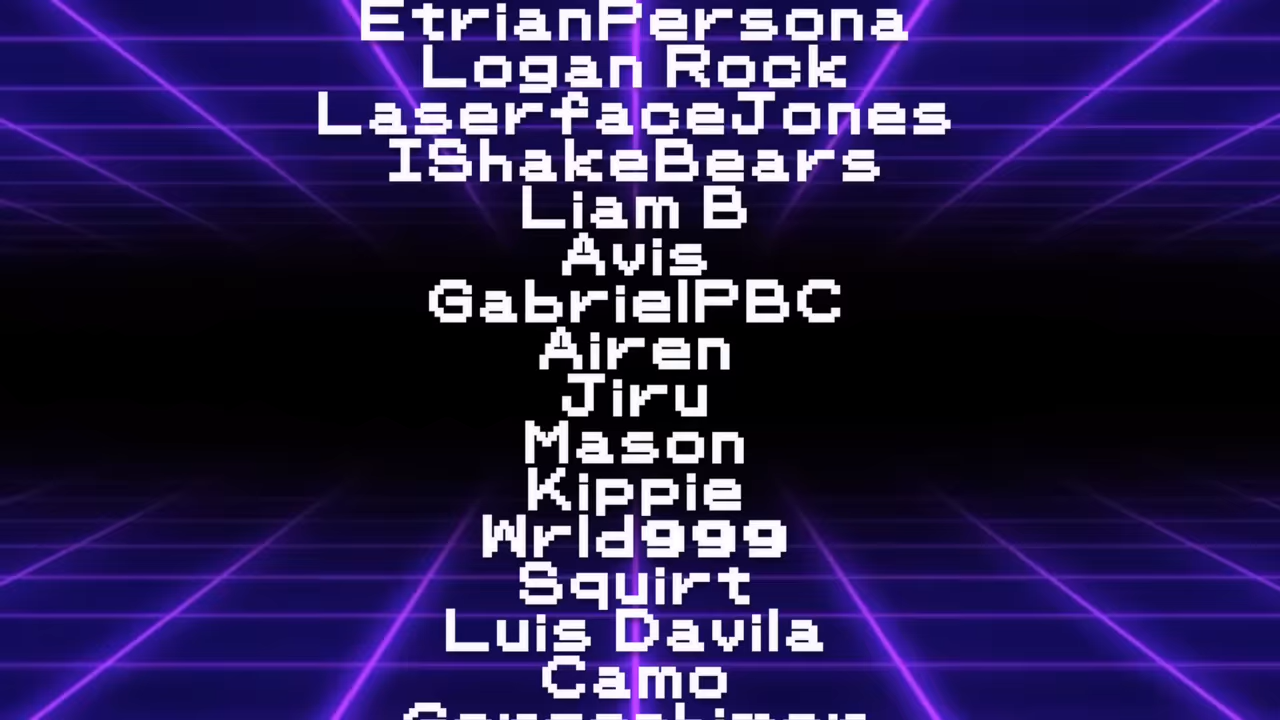 EtrianPersona
Logan Rock
LaserfaceJones
IShakeBears
Liam B
Avis
GabrielPBC
Airen
Jiru
Mason
Kippie
Wrld999
Squirt
Luis Davila
Camo